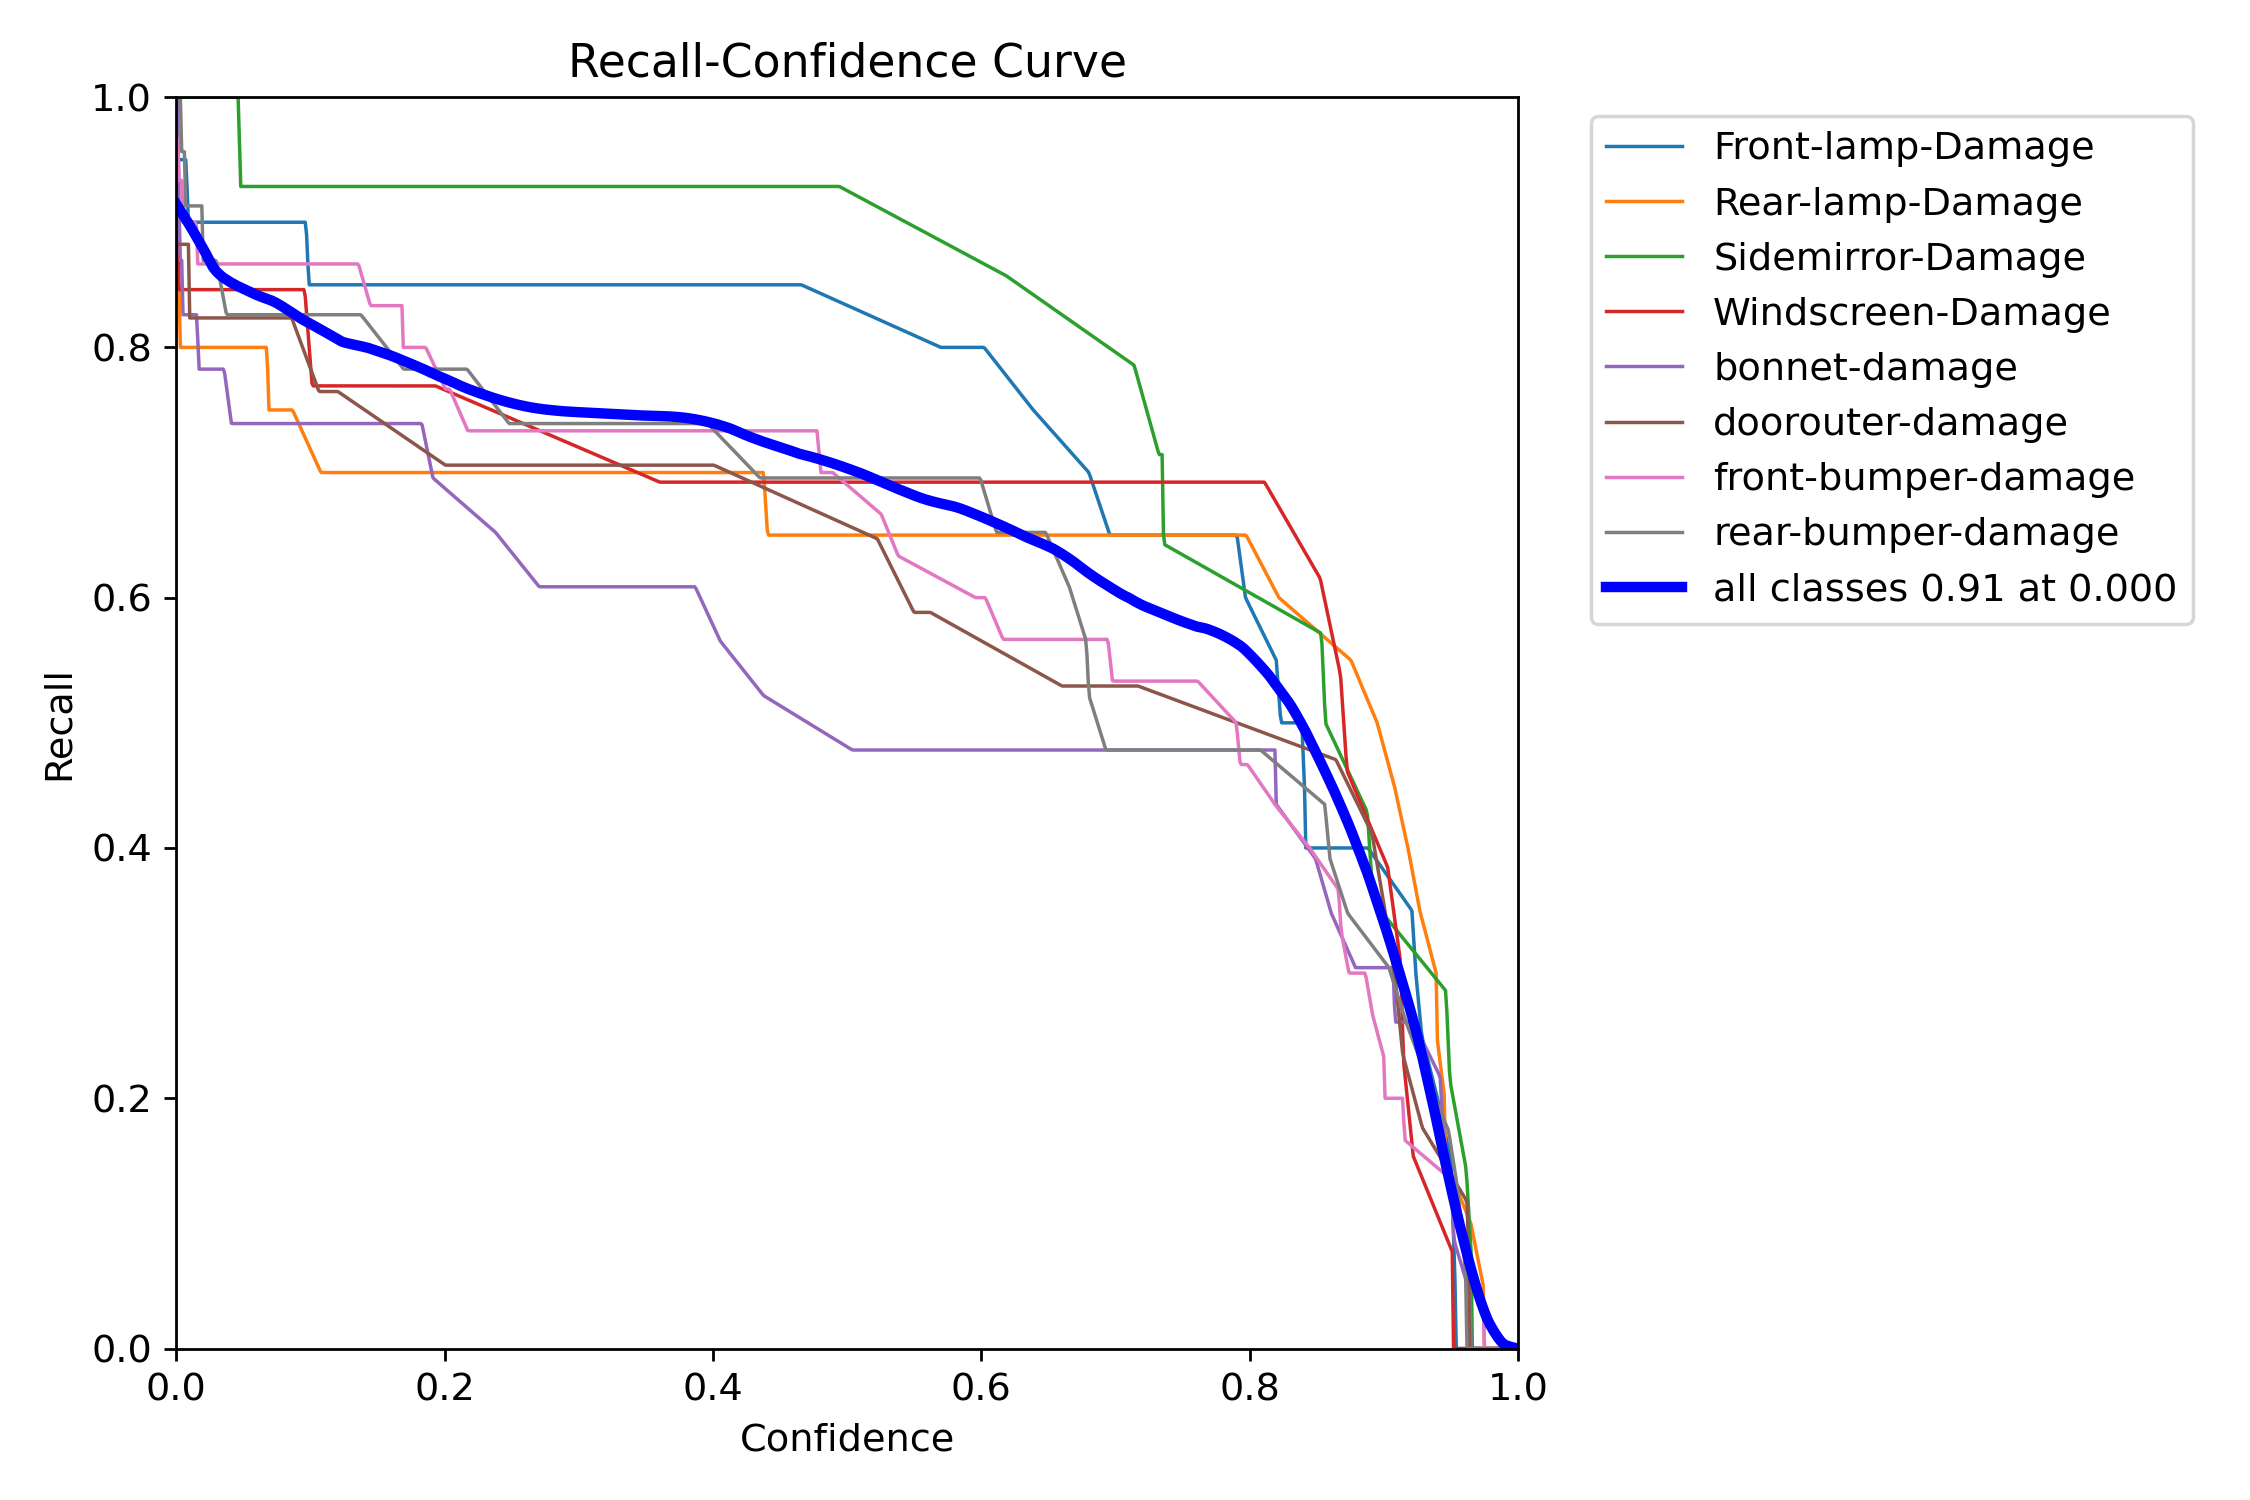 Recall-Confidence Curve
1.0
0.8
0.6
0.4
0.2
0.0
Recall
0.0 0.2 0.4 0.6 0.8 1.0
Confidence
Front-lamp-Damage
Rear-lamp-Damage
Sidemirror-Damage
Windscreen-Damage
bonnet-damage
doorouter-damage
front-bumper-damage
rear-bumper-damage
all classes 0.91 at 0.000